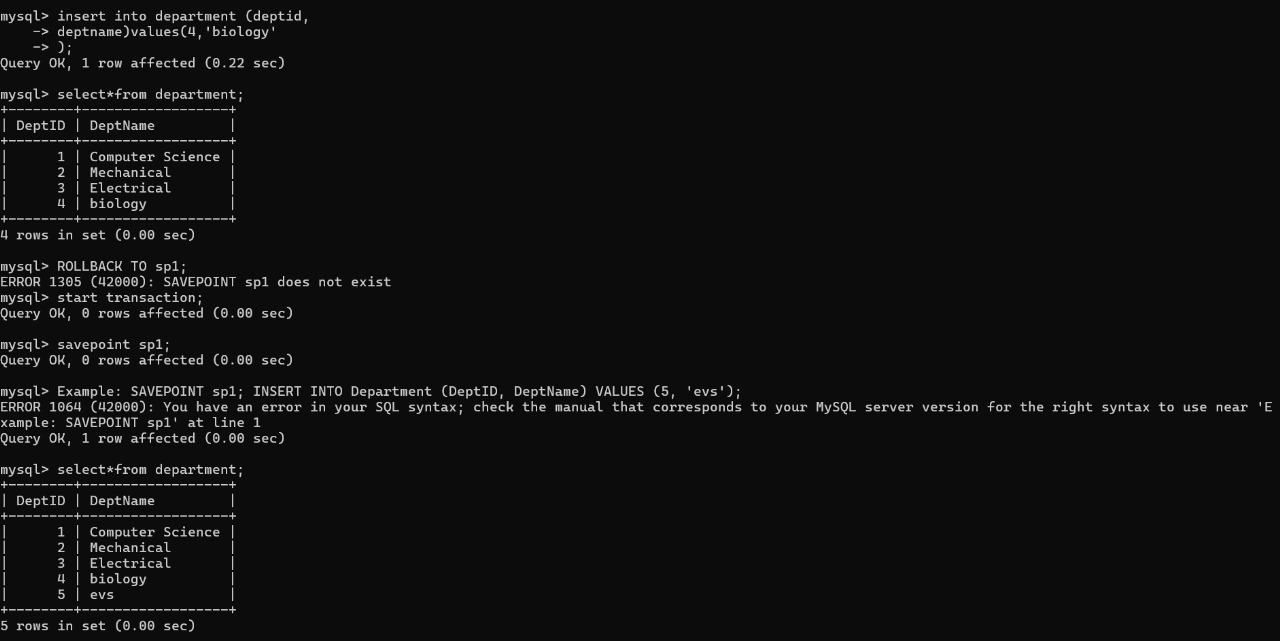 mysql> insert into department (deptid,
    -> deptname)values(4,'biology'
    -> );
Query OK, 1 row affected (0.22 sec)

mysql> select*from department;
+--------+------------------+
| DeptID | DeptName         |
+--------+------------------+
|      1 | Computer Science |
|      2 | Mechanical       |
|      3 | Electrical       |
|      4 | biology          |
+--------+------------------+
4 rows in set (0.00 sec)

mysql> ROLLBACK TO sp1;
ERROR 1305 (42000): SAVEPOINT sp1 does not exist
mysql> start transaction;
Query OK, 0 rows affected (0.00 sec)

mysql> savepoint sp1;
Query OK, 0 rows affected (0.00 sec)

mysql> Example: SAVEPOINT sp1; INSERT INTO Department (DeptID, DeptName) VALUES (5, 'evs');
ERROR 1064 (42000): You have an error in your SQL syntax; check the manual that corresponds to your MySQL server version for the right syntax to use near 'E
xample: SAVEPOINT sp1' at line 1
Query OK, 1 row affected (0.00 sec)

mysql> select*from department;
+--------+------------------+
| DeptID | DeptName         |
+--------+------------------+
|      1 | Computer Science |
|      2 | Mechanical       |
|      3 | Electrical       |
|      4 | biology          |
|      5 | evs              |
+--------+------------------+
5 rows in set (0.00 sec)